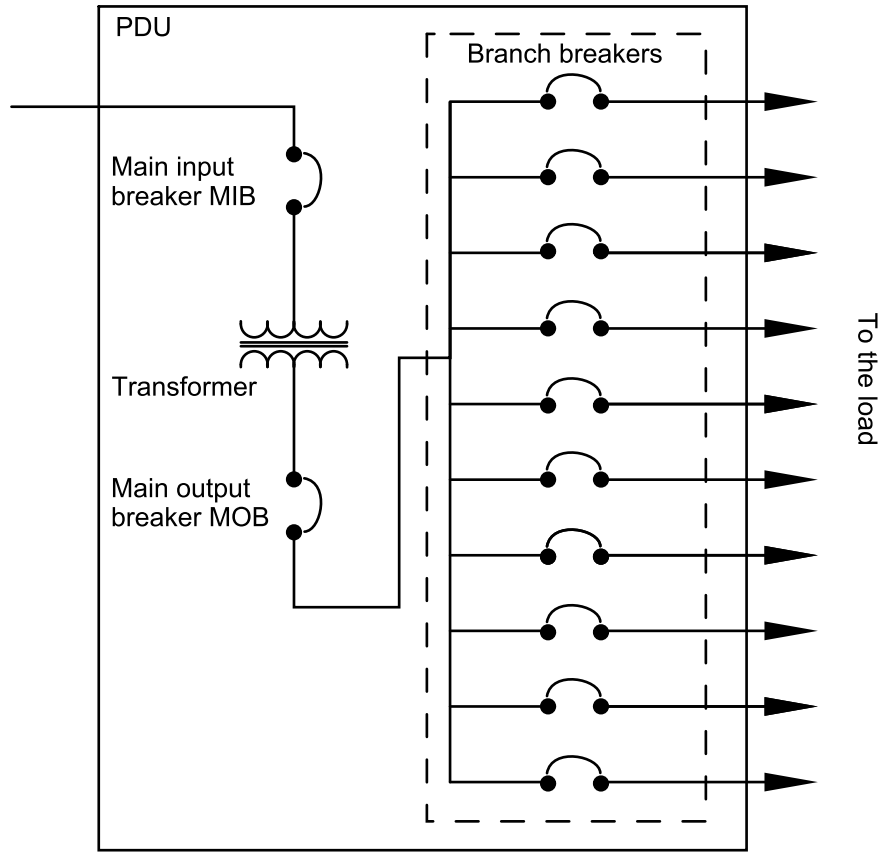 PDU
Branch breakers
Main input
breaker MIB
Transformer
Main output
breaker MOB
To the load